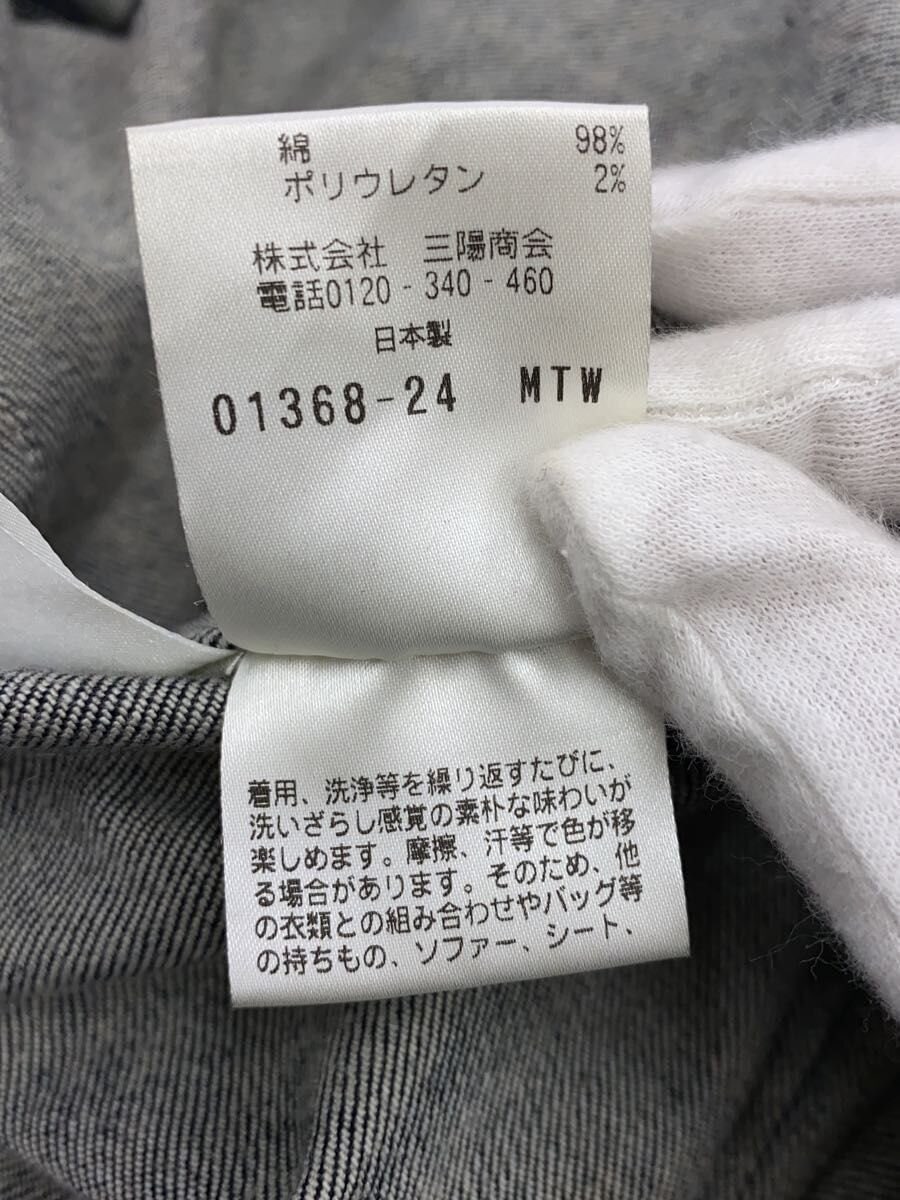 綿 98%
ポリウレタン 2%
株式会社 三陽商会
電話0120-340-460
日本製
01368-24 MTW
着用、洗浄等を繰り返すたびに、
洗いざらし感覚の素朴な味わいが
楽しめます。摩擦、汗等で色が移
る場合があります。そのため、他
の衣類との組み合わせやバッグ等
の持ちもの、ソファー、シート、